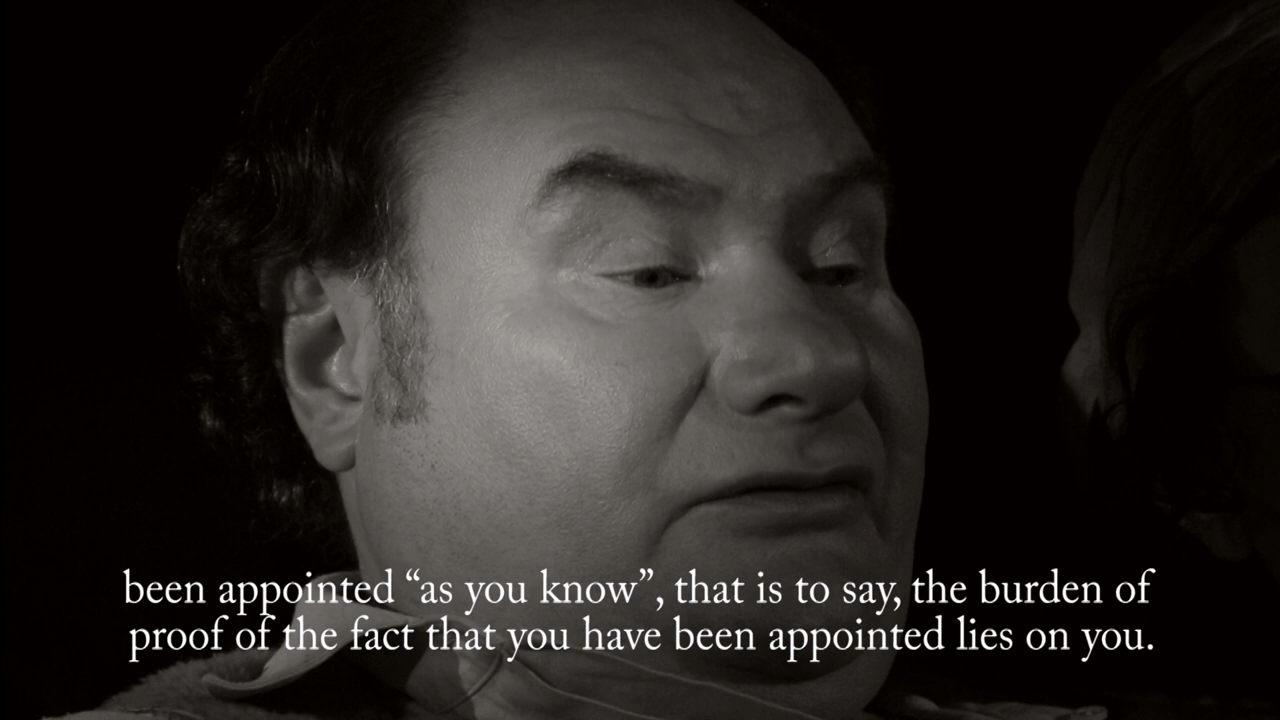 been appointed “as you know”, that is to say, the burden of
proof of the fact that you have been appointed lies on you.